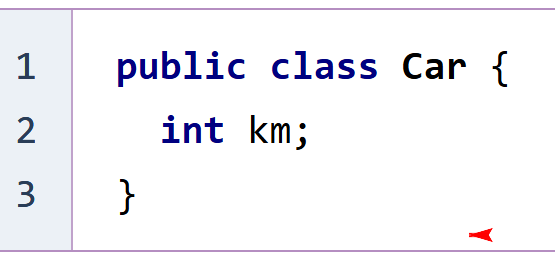 1 public class Car {
2 int km;
3 }